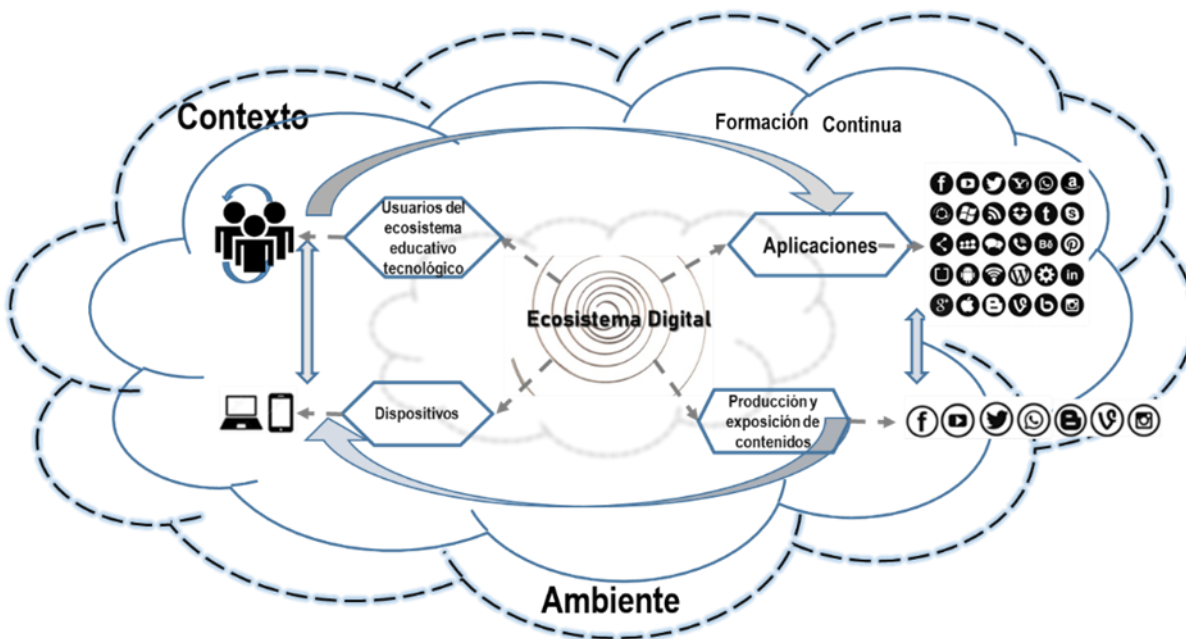 Contexto
Formación Continua
Usuarios del
ecosistema
educativo
tecnológico
Aplicaciones
Ecosistema Digital
Dispositivos
Producción y
exposición de
contenidos
Ambiente